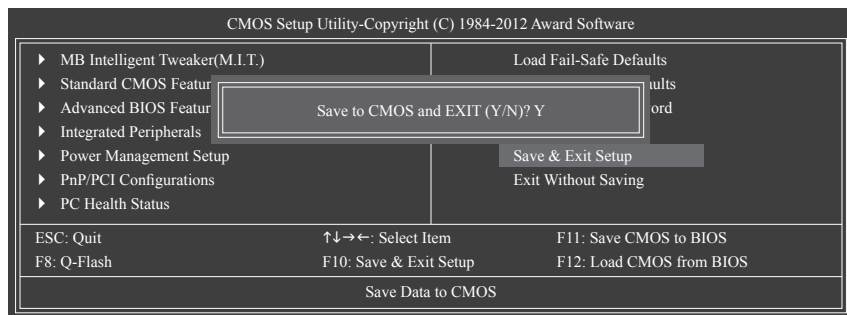 CMOS Setup Utility-Copyright (C) 1984-2012 Award Software
MB Intelligent Tweaker(M.I.T.)
Standard CMOS Featur
Advanced BIOS Featur
Integrated Peripherals
Power Management Setup
PnP/PCI Configurations
PC Health Status
Load Fail-Safe Defaults
aults
ord
Save & Exit Setup
Exit Without Saving
Save to CMOS and EXIT (Y/N)? Y
ESC: Quit ↑↓→←: Select Item F11: Save CMOS to BIOS
F8: Q-Flash F10: Save & Exit Setup F12: Load CMOS from BIOS
Save Data to CMOS